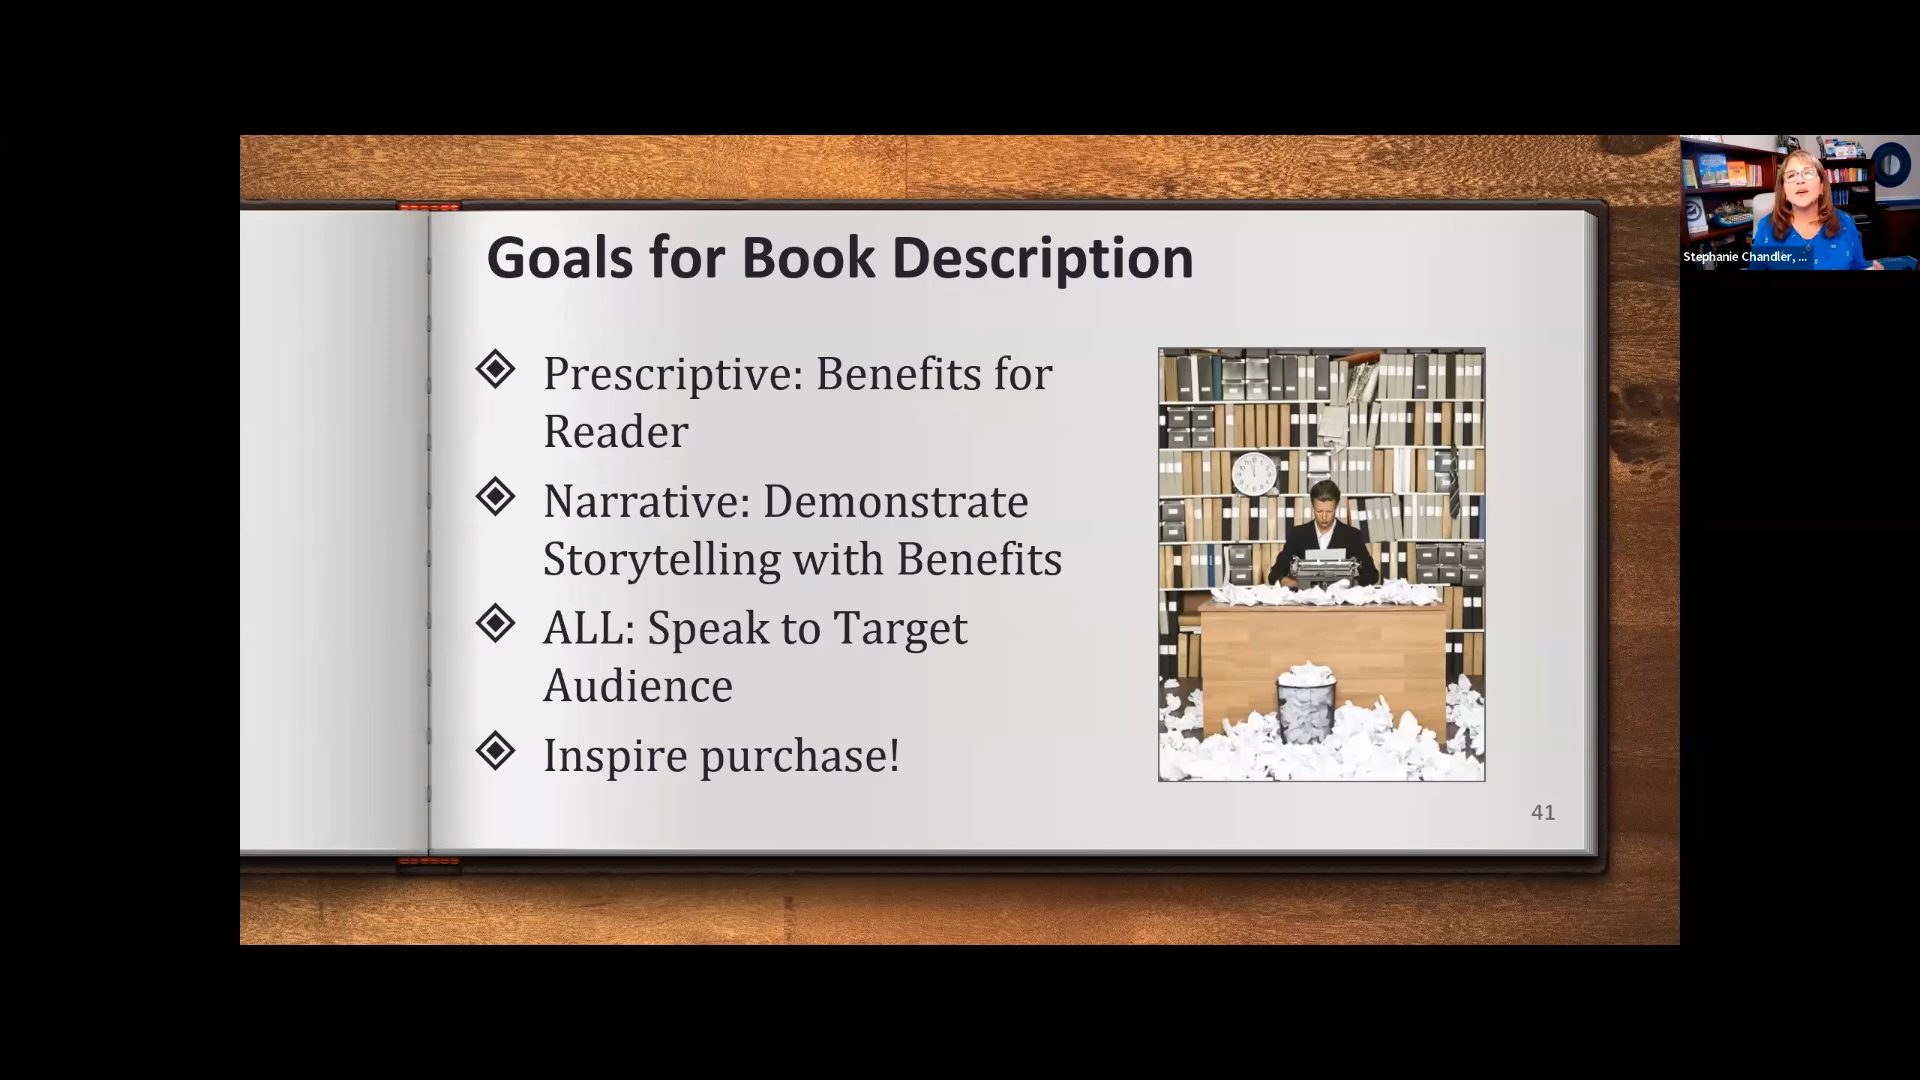 Goals for Book Description
Prescriptive: Benefits for
Reader
Narrative: Demonstrate
Storytelling with Benefits
ALL: Speak to Target
Audience
Inspire purchase!
41
Stephanie Chandler, ...